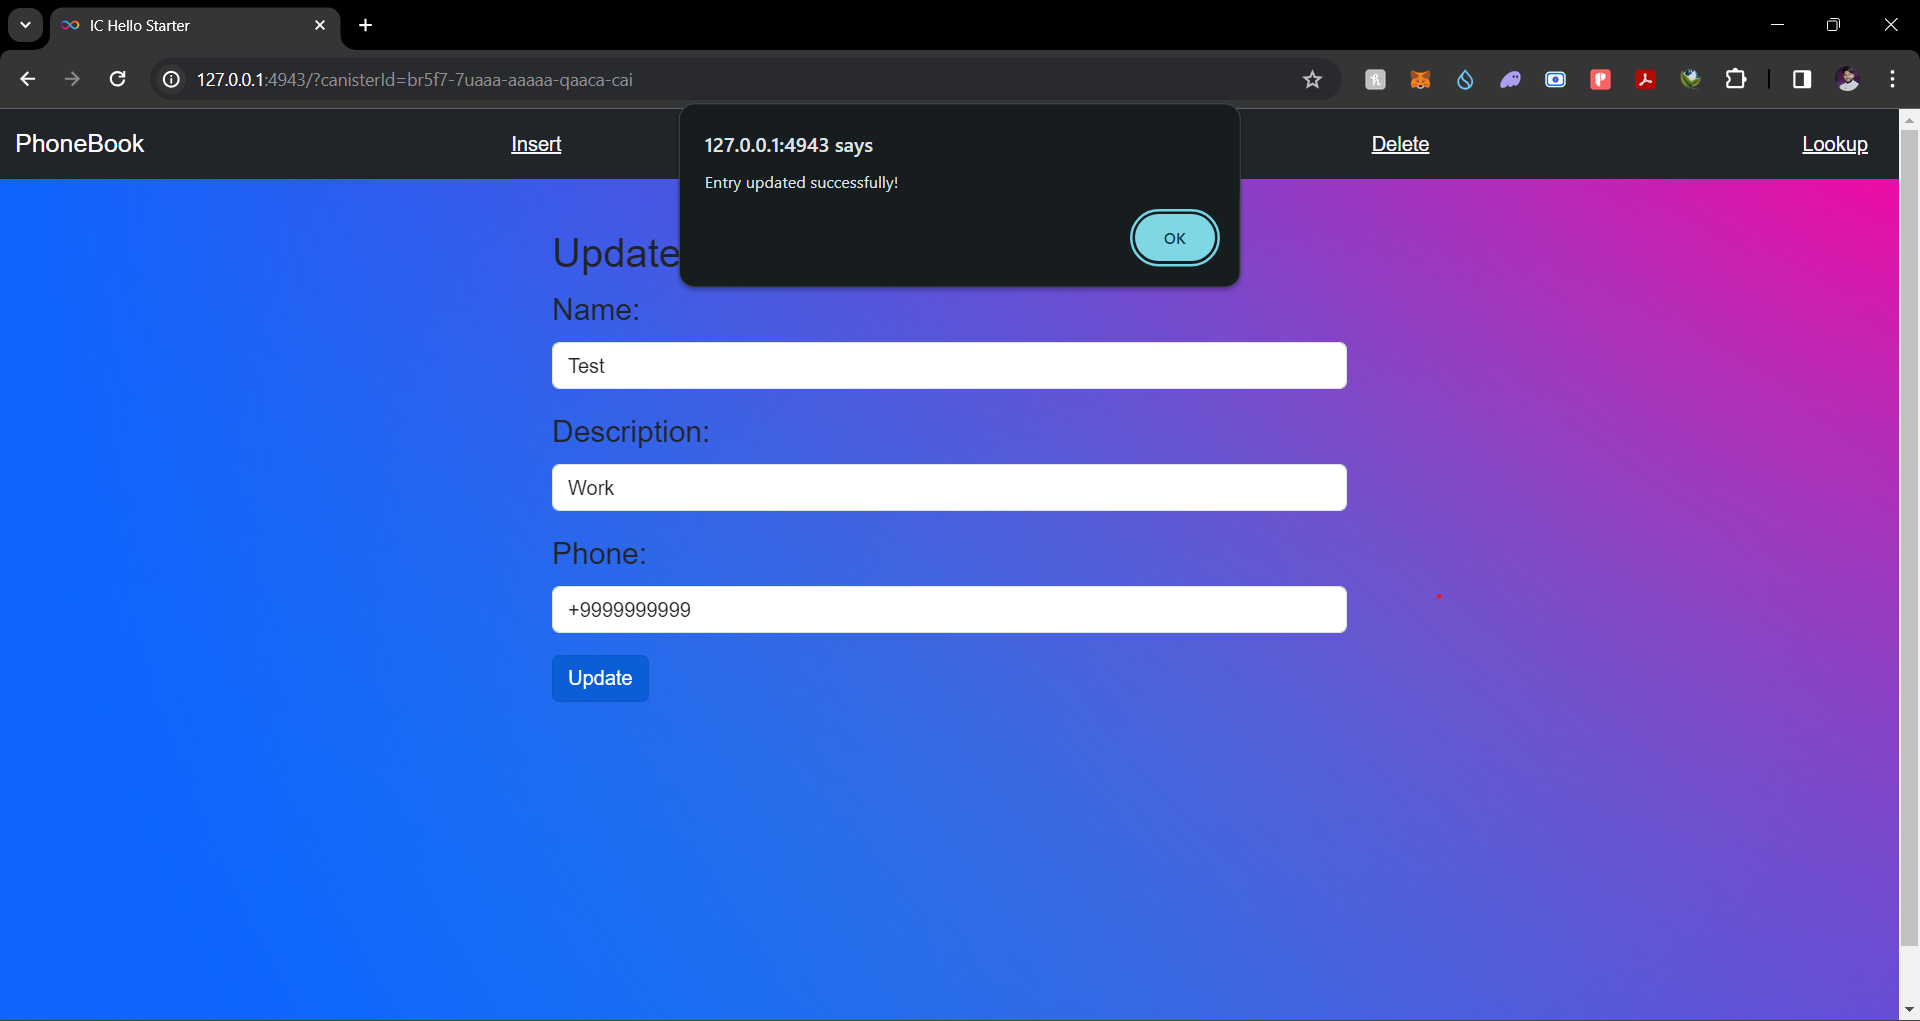 IC Hello Starter
127.0.0.1:4943/?canisterId=br5f7-7uaaa-aaaaa-qaaca-cai
PhoneBook
Insert
Delete
Lookup
127.0.0.1:4943 says
Entry updated successfully!
OK
Update
Name:
Test
Description:
Work
Phone:
+9999999999
Update